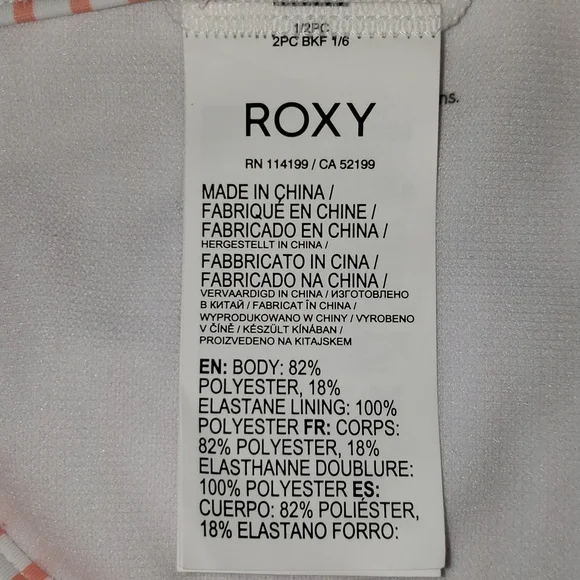 1/2PC
2PC BKF 1/6
ns.
ROXY
RN 114199 / CA 52199
MADE IN CHINA /
FABRIQUÉ EN CHINE /
FABRICADO EN CHINA /
HERGESTELLT IN CHINA /
FABBRICATO IN CINA /
FABRICADO NA CHINA /
VERVAARDIGD IN CHINA / ИЗГОТОВЛЕНО
В КИТАЙ / FABRICAT ÎN CHINA /
WYPRODUKOWANO W CHINY / VYROBENO
V ČÍNĚ / KÉSZÜLT KÍNÁBAN /
PROIZVEDENO NA KITAJSKEM
EN: BODY: 82%
POLYESTER, 18%
ELASTANE LINING: 100%
POLYESTER FR: CORPS:
82% POLYESTER, 18%
ELASTHANNE DOUBLURE:
100% POLYESTER ES:
CUERPO: 82% POLIÉSTER,
18% ELASTANO FORRO: